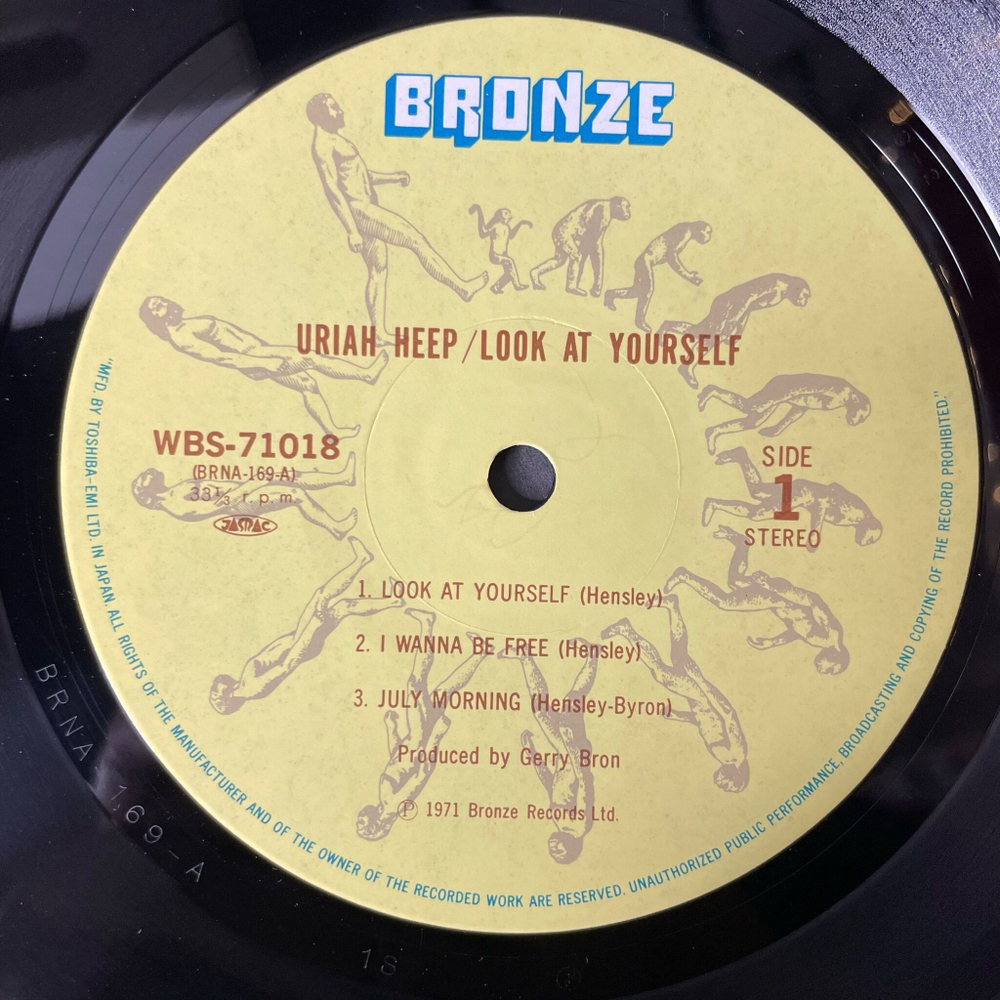 BRONZE
URIAH HEEP/LOOK AT YOURSELF
WBS-71018
(BRNA-169-A)
33⅓ r.p.m.
JASRAC
SIDE
1
STEREO
1. LOOK AT YOURSELF (Hensley)
2. I WANNA BE FREE (Hensley)
3. JULY MORNING (Hensley-Byron)
Produced by Gerry Bron
Ⓟ 1971 Bronze Records Ltd.
"MFD. BY TOSHIBA-EMI LTD. IN JAPAN. ALL RIGHTS OF THE MANUFACTURER AND OF THE OWNER OF THE RECORDED WORK ARE RESERVED. UNAUTHORIZED PUBLIC PERFORMANCE, BROADCASTING AND COPYING OF THE RECORD PROHIBITED."
BRNA 169-A
18